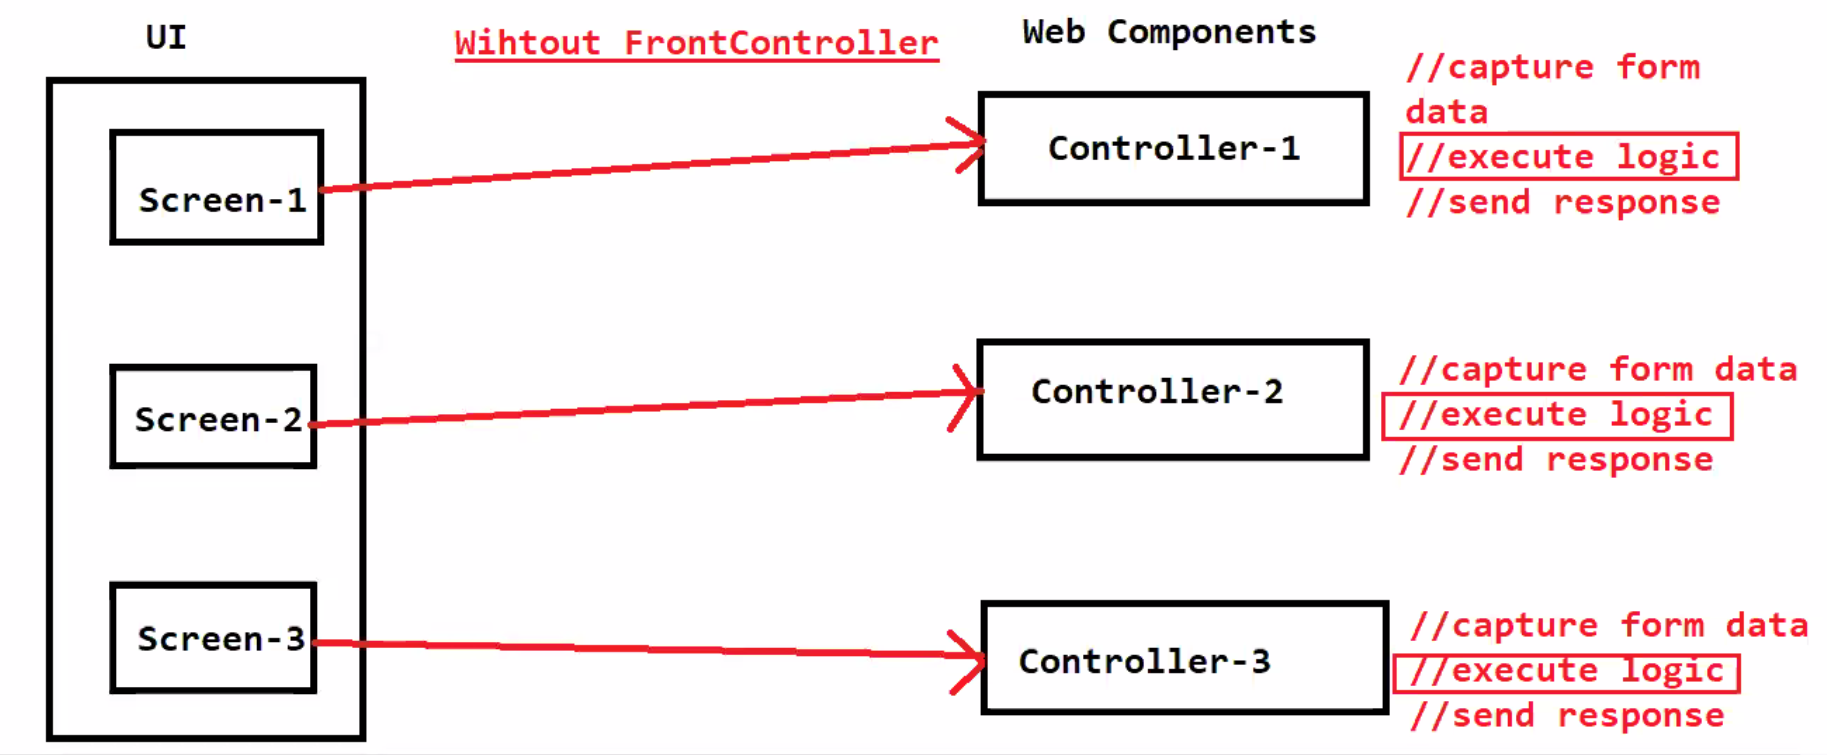 UI
Wihtout FrontController
Web Components
Screen-1
Controller-1
//capture form
data
//execute logic
//send response
Screen-2
Controller-2
//capture form data
//execute logic
//send response
Screen-3
Controller-3
//capture form data
//execute logic
//send response